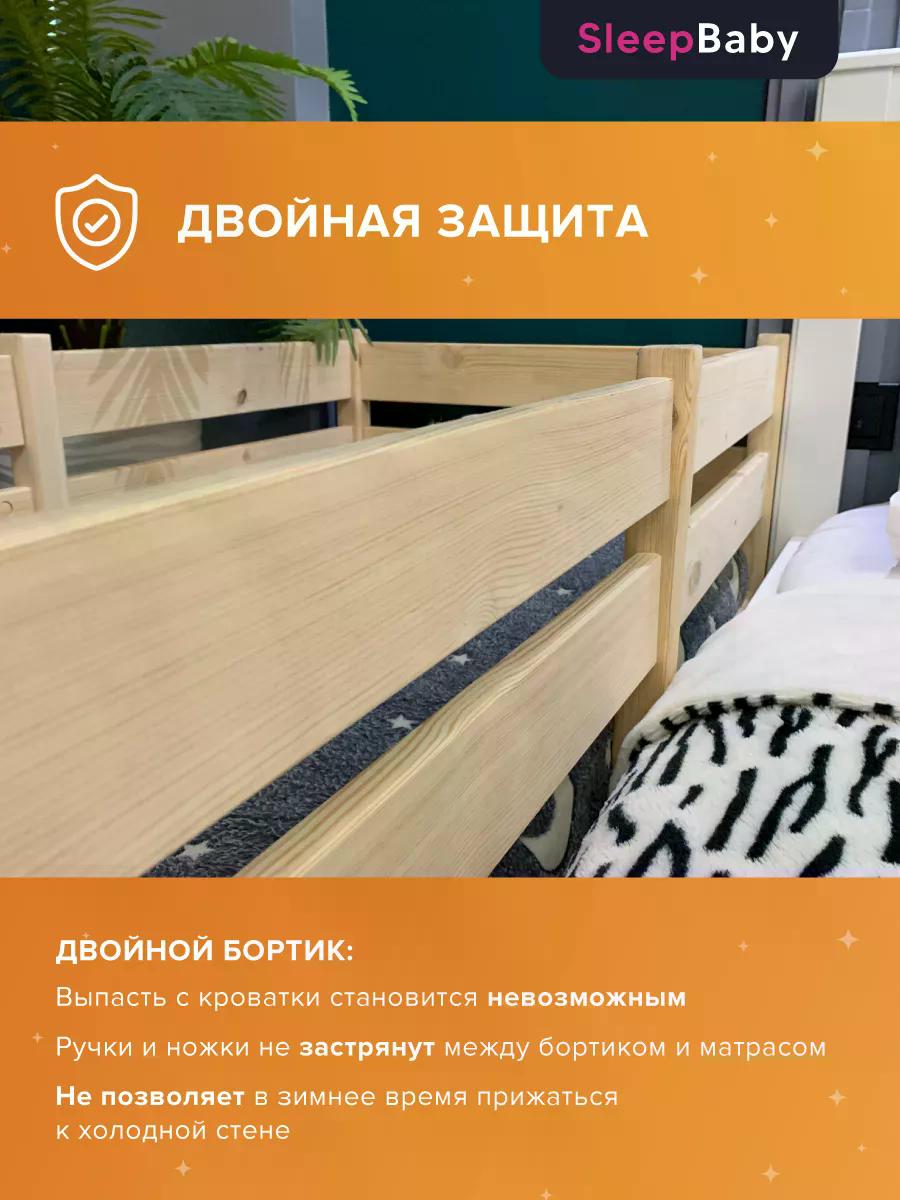 SleepBaby
ДВОЙНАЯ ЗАЩИТА
ДВОЙНОЙ БОРТИК:
Выпасть с кроватки становится невозможным
Ручки и ножки не застрянут между бортиком и матрасом
Не позволяет в зимнее время прижаться
к холодной стене